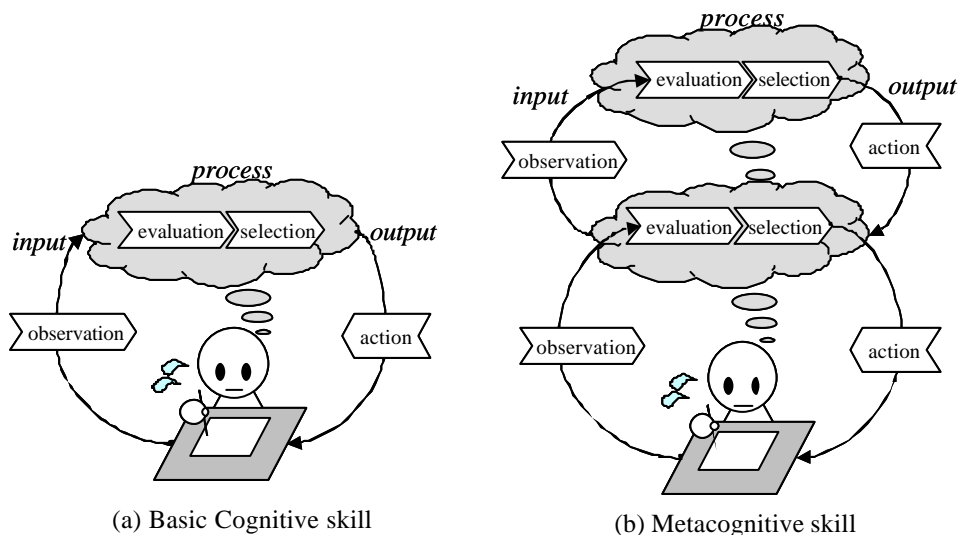 process
evaluation selection
input
output
observation
action
(a) Basic Cognitive skill
process
evaluation selection
input
output
observation
action
evaluation selection
observation
action
(b) Metacognitive skill